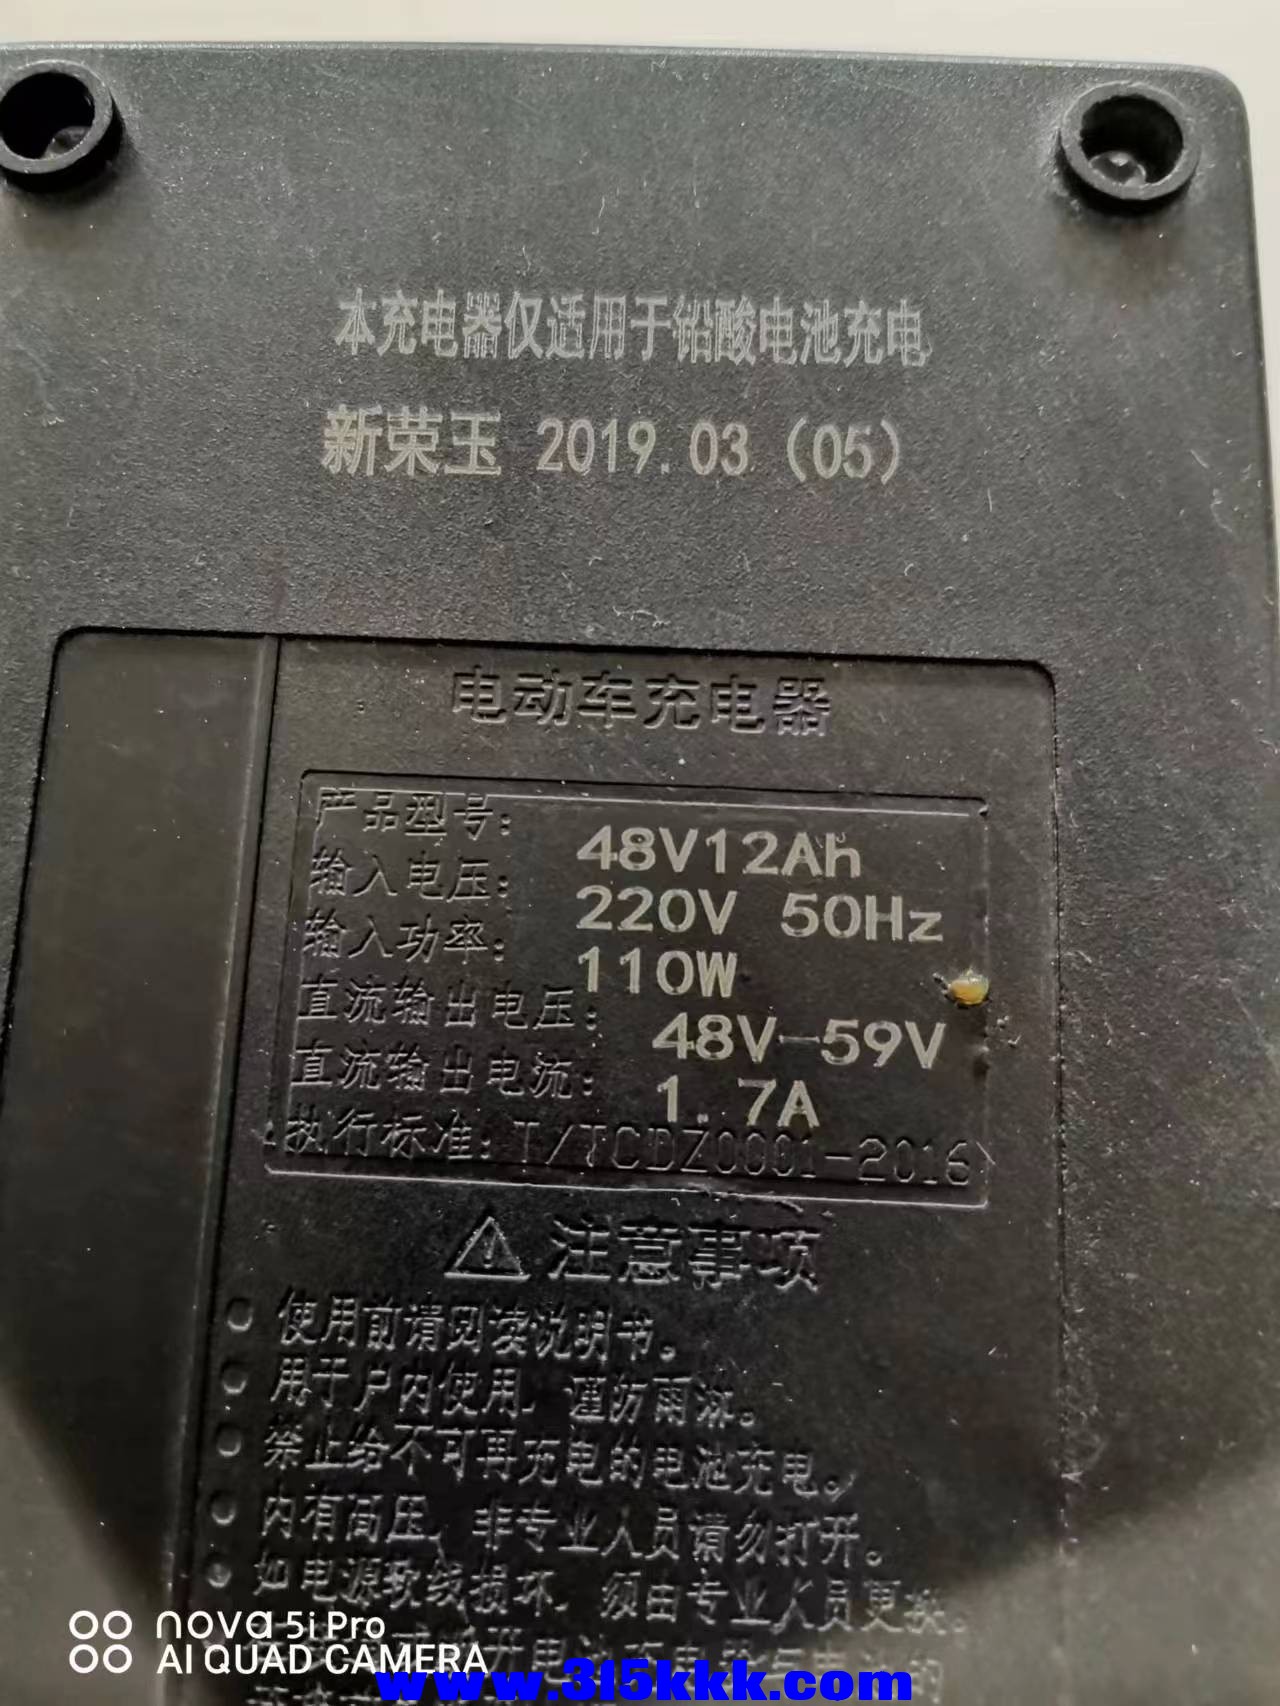 本充电器仅适用于铅酸电池充电
新荣玉 2019.03 (05)
电动车充电器
产品型号: 48V12Ah
输入电压: 220V 50Hz
输入功率: 110W
直流输出电压: 48V-59V
直流输出电流: 1.7A
执行标准: T/TCDZ0001-2016
注意事项
使用前请阅读说明书。
用于户内使用,谨防雨淋。
禁止给不可再充电的电池充电。
内有高压,非专业人员请勿打开。
如电源软线损坏,须由专业人员更换。
开电池
的
nova 5i Pro
AI QUAD CAMERA
www.315kkk.com